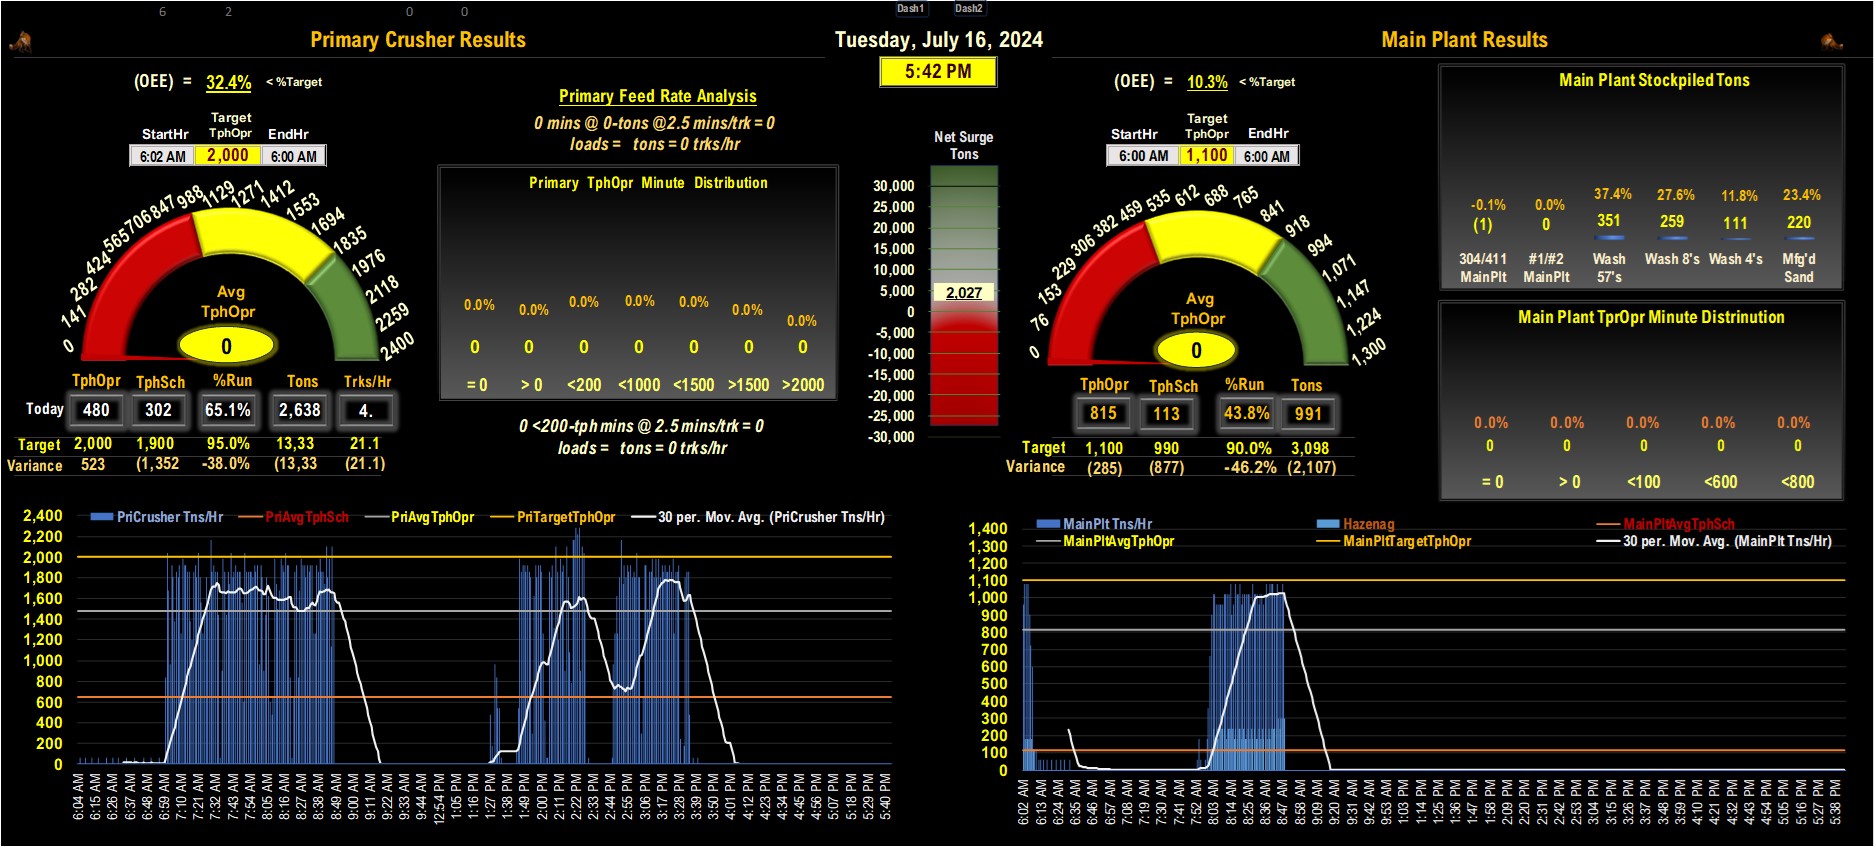 6 2 0 0 Dash1 Dash2
Primary Crusher Results
Tuesday, July 16, 2024
Main Plant Results
5:42 PM
(OEE) = 32.4% < %Target
Target
StartHr TphOpr EndHr
6:02 AM 2,000 6:00 AM
0 141 282 424 565 706 847 988 1129 1271 1412 1553 1694 1835 1976 2118 2259 2400
Avg
TphOpr
0
TphOpr TphSch %Run Tons Trks/Hr
Today 480 302 65.1% 2,638 4.
Target 2,000 1,900 95.0% 13,33 21.1
Variance 523 (1,352 -38.0% (13,33 (21.1)
Primary Feed Rate Analysis
0 mins @ 0-tons @2.5 mins/trk = 0
loads = tons = 0 trks/hr
Primary TphOpr Minute Distribution
0.0% 0.0% 0.0% 0.0% 0.0% 0.0% 0.0%
0 0 0 0 0 0 0
= 0 > 0 <200 <1000 <1500 >1500 >2000
0 <200-tph mins @ 2.5 mins/trk = 0
loads = tons = 0 trks/hr
Net Surge
Tons
30,000
25,000
20,000
15,000
10,000
5,000
2,027
0
-5,000
-10,000
-15,000
-20,000
-25,000
-30,000
(OEE) = 10.3% < %Target
Target
StartHr TphOpr EndHr
6:00 AM 1,100 6:00 AM
0 76 153 229 306 382 459 535 612 688 765 841 918 994 1,071 1,147 1,224 1,300
Avg
TphOpr
0
TphOpr TphSch %Run Tons
815 113 43.8% 991
Target 1,100 990 90.0% 3,098
Variance (285) (877) -46.2% (2,107)
Main Plant Stockpiled Tons
-0.1% 0.0% 37.4% 27.6% 11.8% 23.4%
(1) 0 351 259 111 220
304/411 #1/#2 Wash Wash 8's Wash 4's Mfg'd
MainPlt MainPlt 57's Sand
Main Plant TprOpr Minute Distrinution
0.0% 0.0% 0.0% 0.0% 0.0%
0 0 0 0 0
= 0 > 0 <100 <600 <800
PriCrusher Tns/Hr PriAvgTphSch PriAvgTphOpr PriTargetTphOpr 30 per. Mov. Avg. (PriCrusher Tns/Hr)
2,400
2,200
2,000
1,800
1,600
1,400
1,200
1,000
800
600
400
200
0
6:04 AM 6:15 AM 6:26 AM 6:37 AM 6:48 AM 6:59 AM 7:10 AM 7:21 AM 7:32 AM 7:43 AM 7:54 AM 8:05 AM 8:16 AM 8:27 AM 8:38 AM 8:49 AM 9:00 AM 9:11 AM 9:22 AM 9:33 AM 9:44 AM 12:54 PM 1:05 PM 1:16 PM 1:27 PM 1:38 PM 1:49 PM 2:00 PM 2:11 PM 2:22 PM 2:33 PM 2:44 PM 2:55 PM 3:06 PM 3:17 PM 3:28 PM 3:39 PM 3:50 PM 4:01 PM 4:12 PM 4:23 PM 4:34 PM 4:45 PM 4:56 PM 5:07 PM 5:18 PM 5:29 PM 5:40 PM
MainPlt Tns/Hr Hazenag MainPltAvgTphSch
MainPltAvgTphOpr MainPltTargetTphOpr 30 per. Mov. Avg. (MainPlt Tns/Hr)
1,400
1,300
1,200
1,100
1,000
900
800
700
600
500
400
300
200
100
0
6:02 AM 6:13 AM 6:24 AM 6:35 AM 6:46 AM 6:57 AM 7:08 AM 7:19 AM 7:30 AM 7:41 AM 7:52 AM 8:03 AM 8:14 AM 8:25 AM 8:36 AM 8:47 AM 8:58 AM 9:09 AM 9:20 AM 9:31 AM 9:42 AM 9:53 AM 1:03 PM 1:14 PM 1:25 PM 1:36 PM 1:47 PM 1:58 PM 2:09 PM 2:20 PM 2:31 PM 2:42 PM 2:53 PM 3:04 PM 3:15 PM 3:26 PM 3:37 PM 3:48 PM 3:59 PM 4:10 PM 4:21 PM 4:32 PM 4:43 PM 4:54 PM 5:05 PM 5:16 PM 5:27 PM 5:38 PM